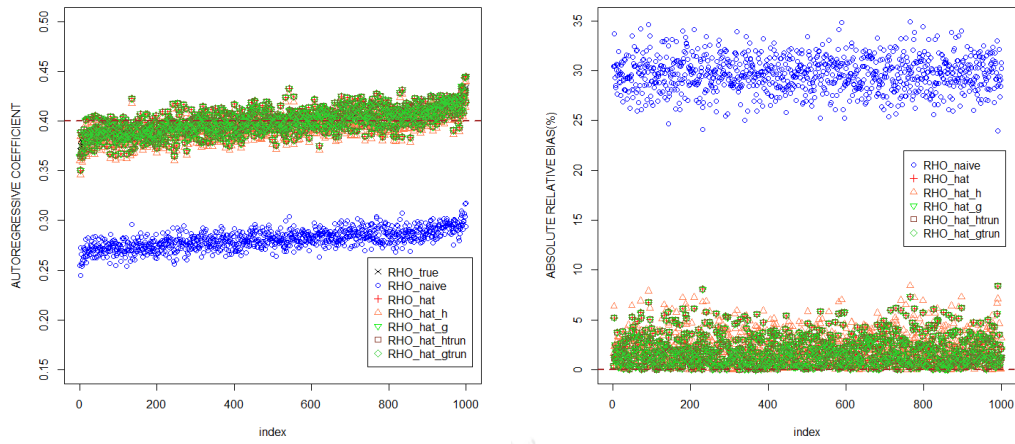 AUTOREGRESSIVE COEFFICIENT
0.50
0.45
0.40
0.35
0.30
0.25
0.20
0.15
0
200
400
600
800
1000
index
RHO_true
RHO_naive
RHO_hat
RHO_hat_h
RHO_hat_g
RHO_hat_htrun
RHO_hat_gtrun
ABSOLUTE RELATIVE BIAS(%)
35
30
25
20
15
10
5
0
0
200
400
600
800
1000
index
RHO_naive
RHO_hat
RHO_hat_h
RHO_hat_g
RHO_hat_htrun
RHO_hat_gtrun